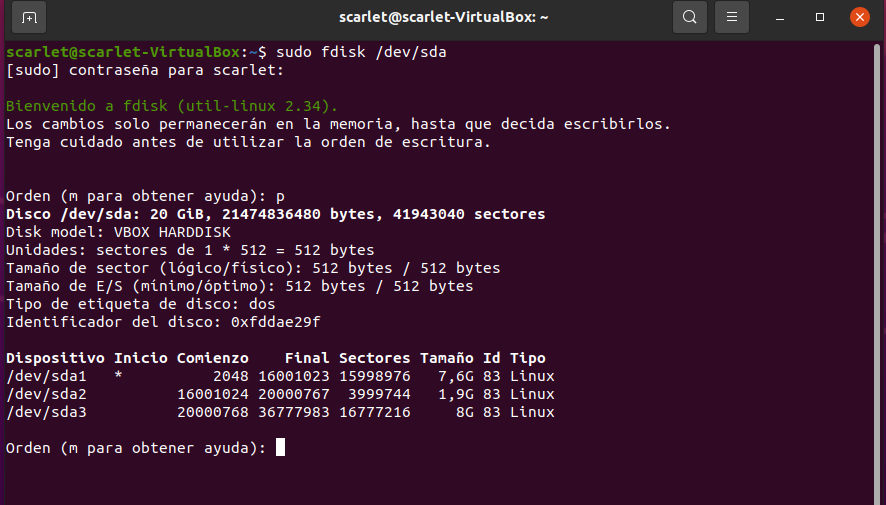 scarlet@scarlet-VirtualBox: ~
scarlet@scarlet-VirtualBox:~$ sudo fdisk /dev/sda
[sudo] contraseña para scarlet:
Bienvenido a fdisk (util-linux 2.34).
Los cambios solo permanecerán en la memoria, hasta que decida escribirlos.
Tenga cuidado antes de utilizar la orden de escritura.
Orden (m para obtener ayuda): p
Disco /dev/sda: 20 GiB, 21474836480 bytes, 41943040 sectores
Disk model: VBOX HARDDISK
Unidades: sectores de 1 * 512 = 512 bytes
Tamaño de sector (lógico/físico): 512 bytes / 512 bytes
Tamaño de E/S (mínimo/óptimo): 512 bytes / 512 bytes
Tipo de etiqueta de disco: dos
Identificador del disco: 0xfddae29f
Dispositivo Inicio Comienzo    Final Sectores Tamaño Id Tipo
/dev/sda1   *          2048 16001023 15998976   7,6G 83 Linux
/dev/sda2          16001024 20000767  3999744   1,9G 83 Linux
/dev/sda3          20000768 36777983 16777216     8G 83 Linux
Orden (m para obtener ayuda):